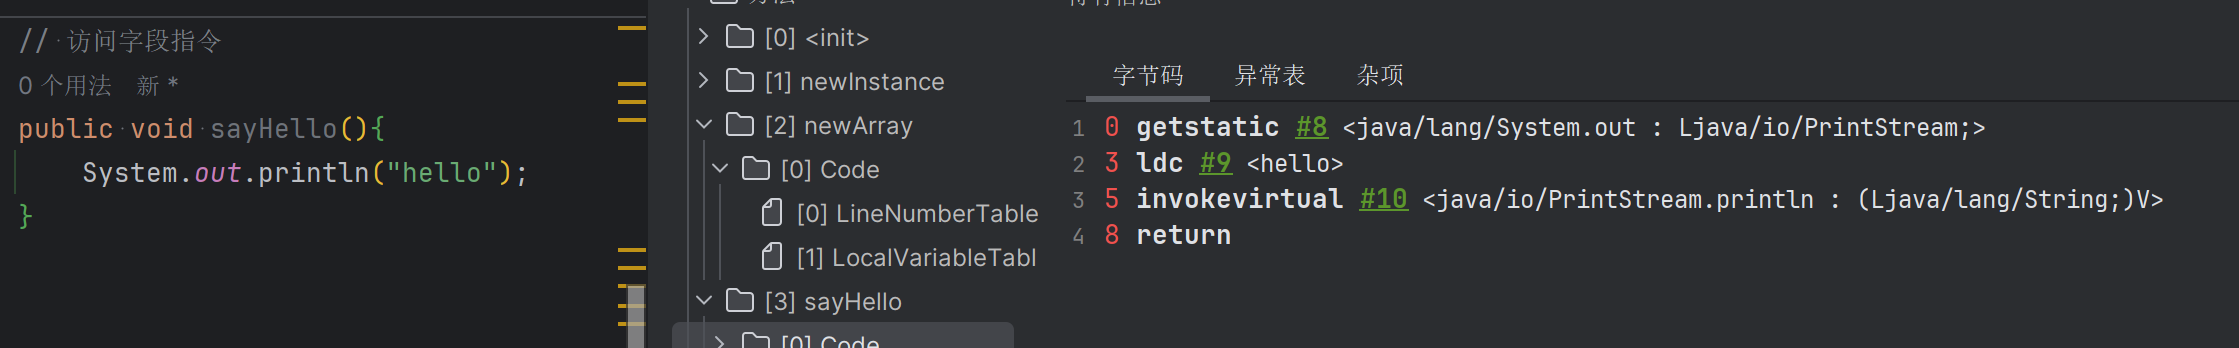 // 访问字段指令
0 个用法 新 *
public void sayHello(){
System.out.println("hello");
}
[0] <init>
[1] newInstance
[2] newArray
[0] Code
[0] LineNumberTable
[1] LocalVariableTabl
[3] sayHello
[0] Code
字节码 异常表 杂项
1 0 getstatic #8 <java/lang/System.out : Ljava/io/PrintStream;>
2 3 ldc #9 <hello>
3 5 invokevirtual #10 <java/io/PrintStream.println : (Ljava/lang/String;)V>
4 8 return